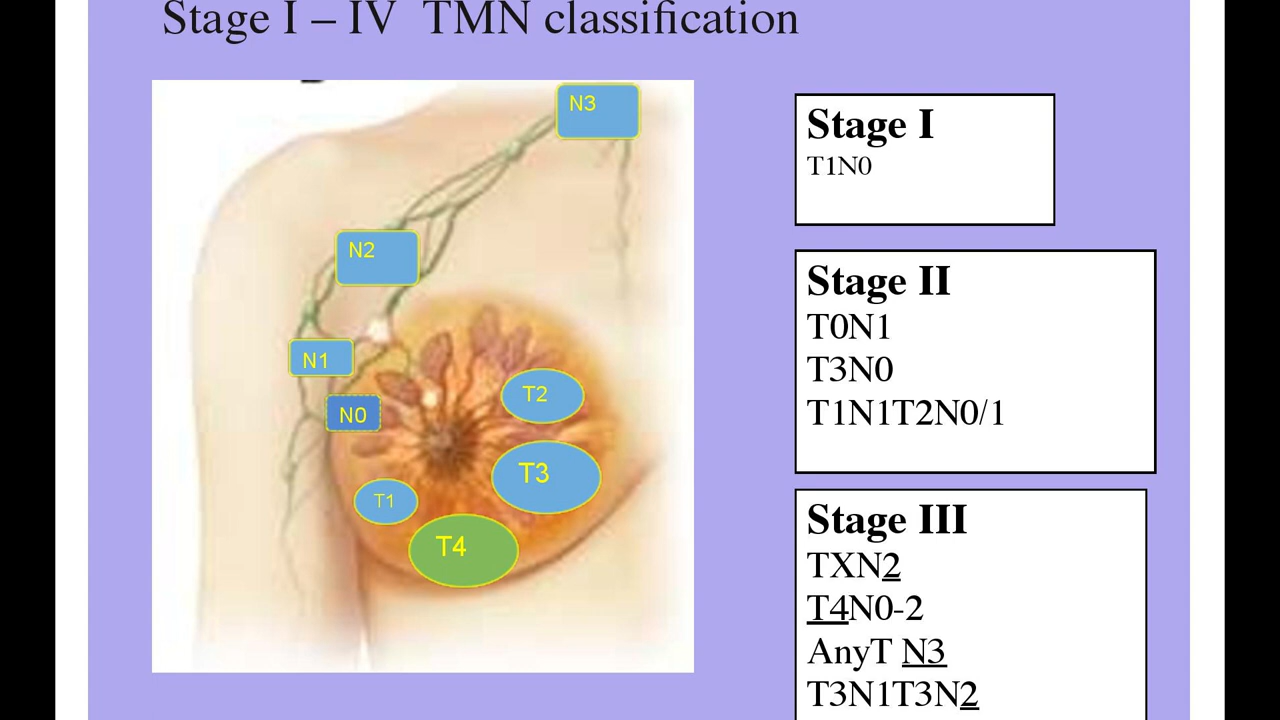 Stage I – IV  TMN classification
N3
N2
N1
N0
T2
T3
T1
T4
Stage I
T1N0
Stage II
T0N1
T3N0
T1N1T2N0/1
Stage III
TXN2
T4N0-2
AnyT N3
T3N1T3N2